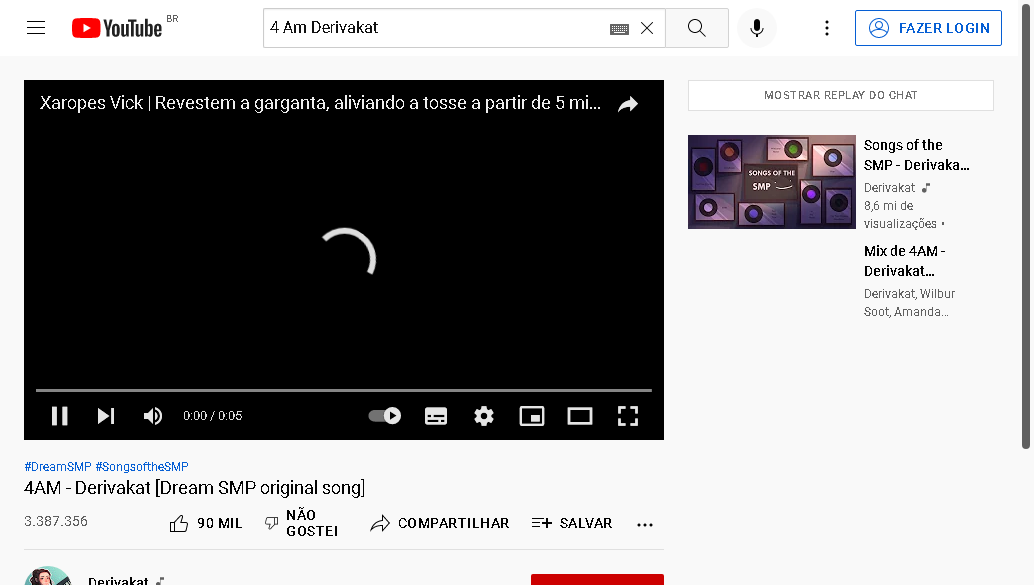 YouTube BR
4 Am Derivakat
FAZER LOGIN
Xaropes Vick | Revestem a garganta, aliviando a tosse a partir de 5 mi...
0:00 / 0:05
#DreamSMP #SongsoftheSMP
4AM - Derivakat [Dream SMP original song]
3.387.356
90 MIL
NÃO
GOSTEI
COMPARTILHAR
SALVAR
Derivakat
MOSTRAR REPLAY DO CHAT
SONGS OF THE
SMP
Songs of the
SMP - Derivaka...
Derivakat
8,6 mi de
visualizações •
Mix de 4AM -
Derivakat...
Derivakat, Wilbur
Soot, Amanda...